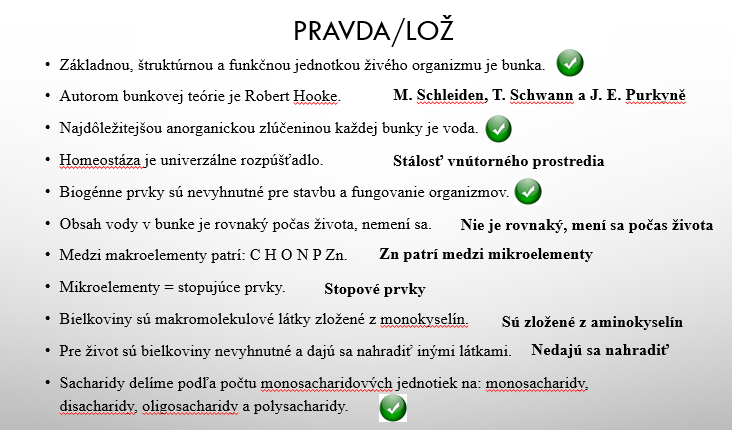 PRAVDA/LOŽ
• Základnou, štruktúrnou a funkčnou jednotkou živého organizmu je bunka.
• Autorom bunkovej teórie je Robert Hooke. M. Schleiden, T. Schwann a J. E. Purkyně
• Najdôležitejšou anorganickou zlúčeninou každej bunky je voda.
• Homeostáza je univerzálne rozpúšťadlo. Stálosť vnútorného prostredia
• Biogénne prvky sú nevyhnutné pre stavbu a fungovanie organizmov.
• Obsah vody v bunke je rovnaký počas života, nemení sa. Nie je rovnaký, mení sa počas života
• Medzi makroelementy patrí: C H O N P Zn. Zn patrí medzi mikroelementy
• Mikroelementy = stopujúce prvky. Stopové prvky
• Bielkoviny sú makromolekulové látky zložené z monokyselín. Sú zložené z aminokyselín
• Pre život sú bielkoviny nevyhnutné a dajú sa nahradiť inými látkami. Nedajú sa nahradiť
• Sacharidy delíme podľa počtu monosacharidových jednotiek na: monosacharidy,
disacharidy, oligosacharidy a polysacharidy.